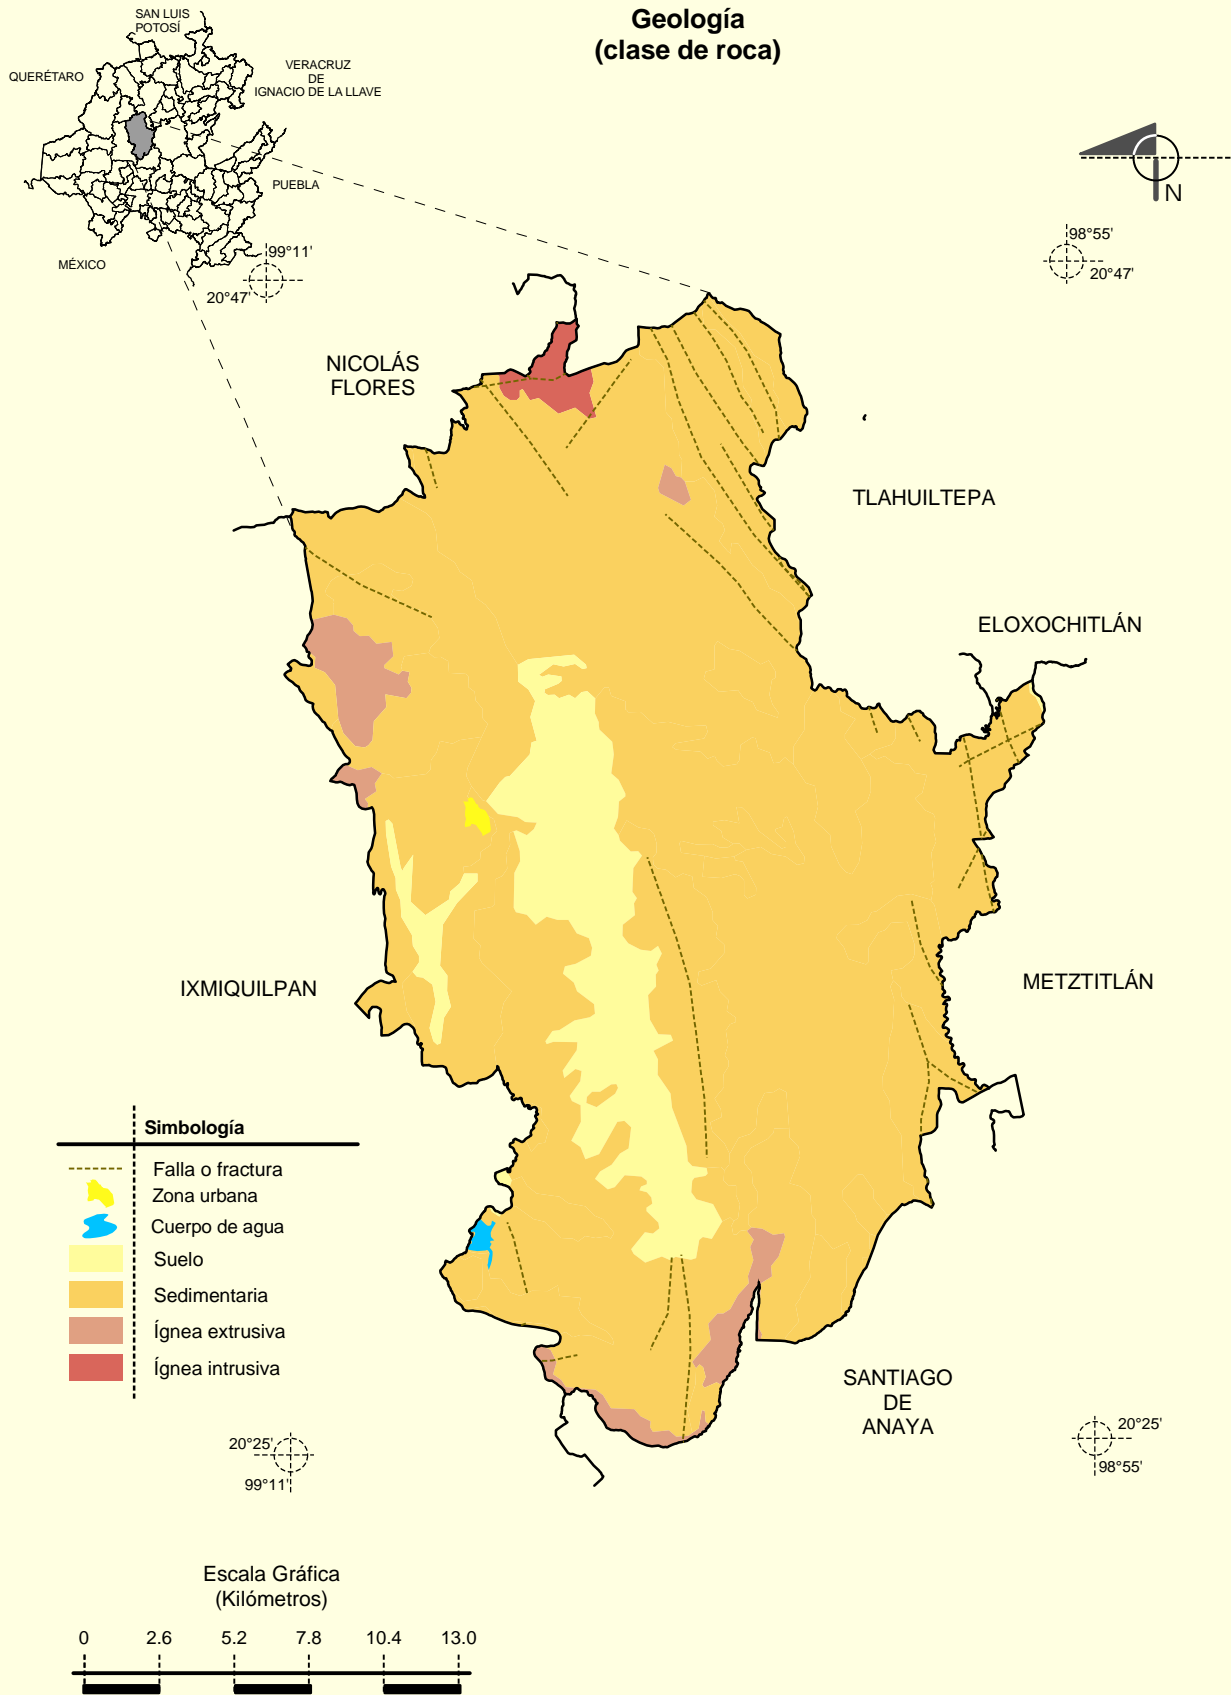 Geología
(clase de roca)
SAN LUIS
POTOSÍ
QUERÉTARO
VERACRUZ
DE
IGNACIO DE LA LLAVE
PUEBLA
MÉXICO
N
99°11'
20°47'
98°55'
20°47'
NICOLÁS
FLORES
TLAHUILTEPA
ELOXOCHITLÁN
IXMIQUILPAN
METZTITLÁN
SANTIAGO
DE
ANAYA
Simbología
Falla o fractura
Zona urbana
Cuerpo de agua
Suelo
Sedimentaria
Ígnea extrusiva
Ígnea intrusiva
20°25'
99°11'
20°25'
98°55'
Escala Gráfica
(Kilómetros)
0 2.6 5.2 7.8 10.4 13.0